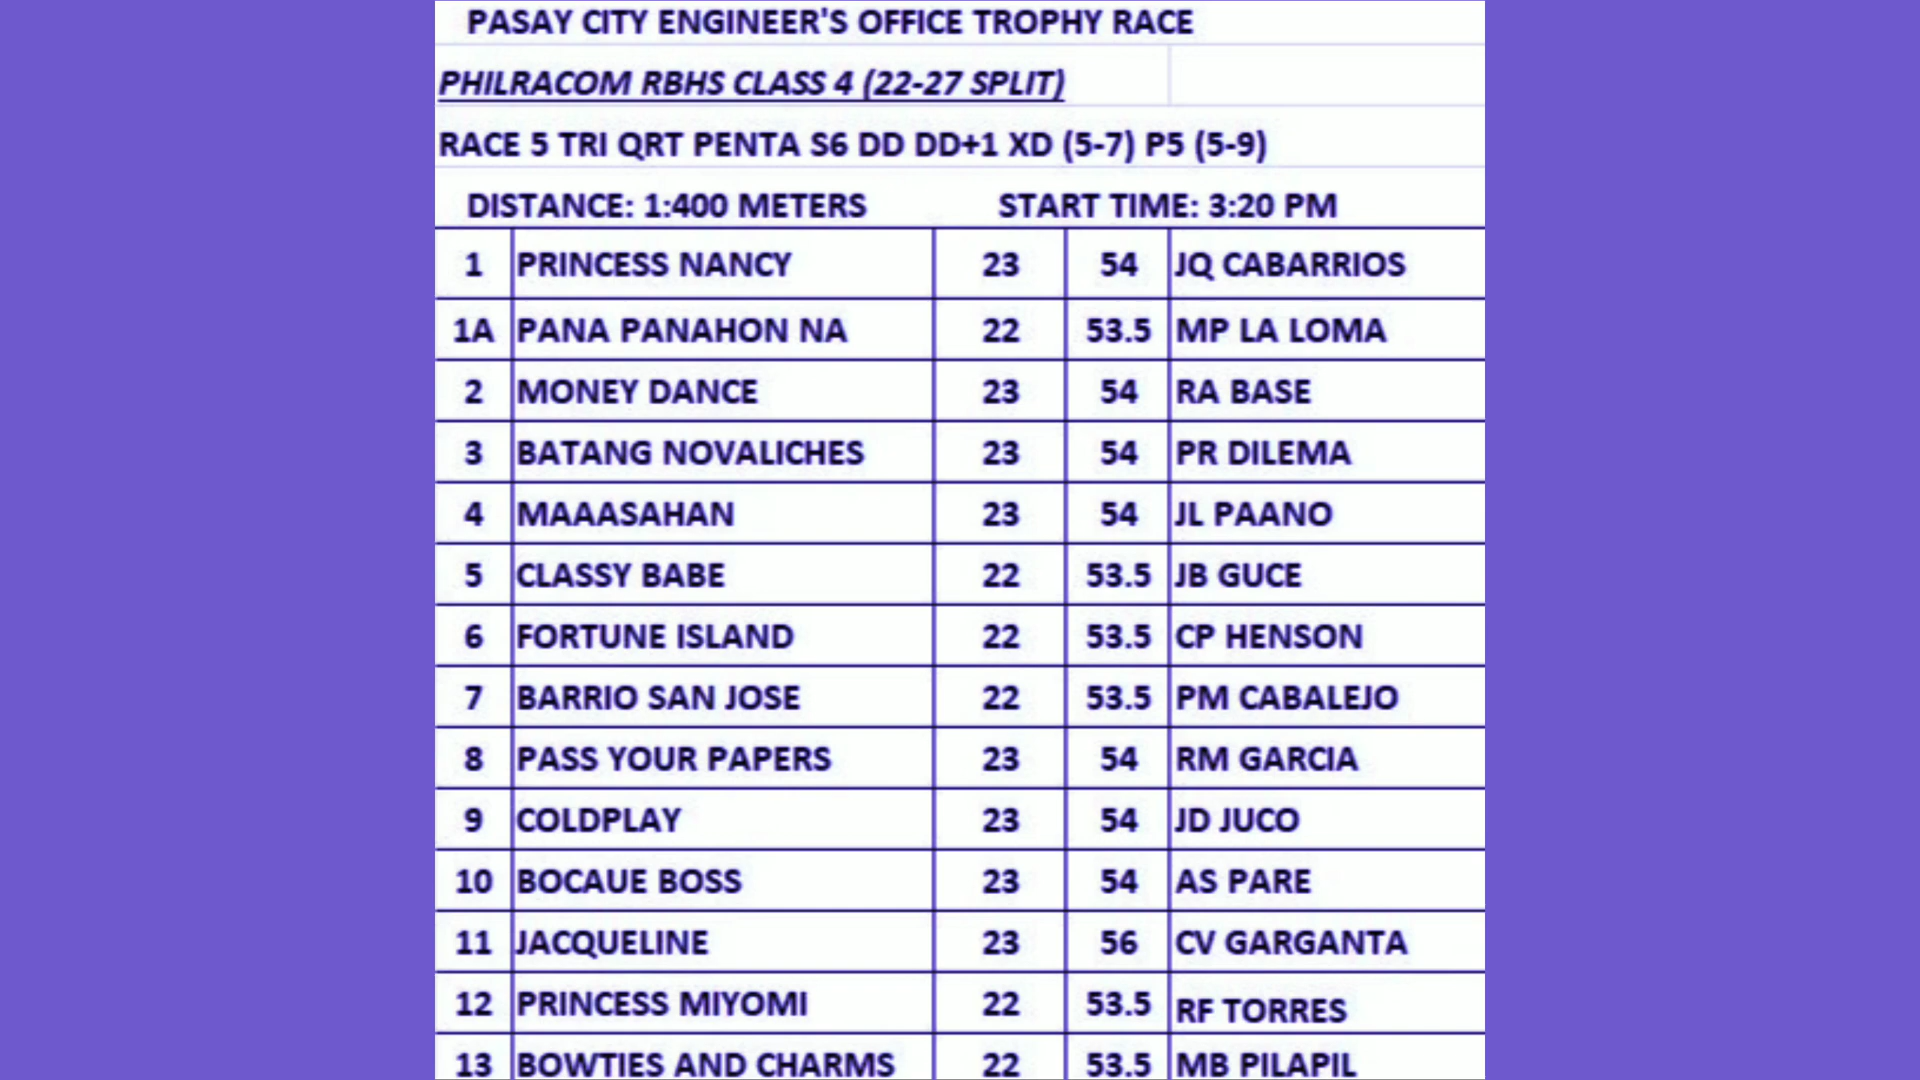 PASAY CITY ENGINEER'S OFFICE TROPHY RACE
PHILRACOM RBHS CLASS 4 (22-27 SPLIT)
RACE 5 TRI QRT PENTA S6 DD DD+1 XD (5-7) P5 (5-9)
DISTANCE: 1:400 METERS START TIME: 3:20 PM
1 PRINCESS NANCY 23 54 JQ CABARRIOS
1A PANA PANAHON NA 22 53.5 MP LA LOMA
2 MONEY DANCE 23 54 RA BASE
3 BATANG NOVALICHES 23 54 PR DILEMA
4 MAAASAHAN 23 54 JL PAANO
5 CLASSY BABE 22 53.5 JB GUCE
6 FORTUNE ISLAND 22 53.5 CP HENSON
7 BARRIO SAN JOSE 22 53.5 PM CABALEJO
8 PASS YOUR PAPERS 23 54 RM GARCIA
9 COLDPLAY 23 54 JD JUCO
10 BOCAUE BOSS 23 54 AS PARE
11 JACQUELINE 23 56 CV GARGANTA
12 PRINCESS MIYOMI 22 53.5 RF TORRES
13 BOWTIES AND CHARMS 22 53.5 MB PILAPIL